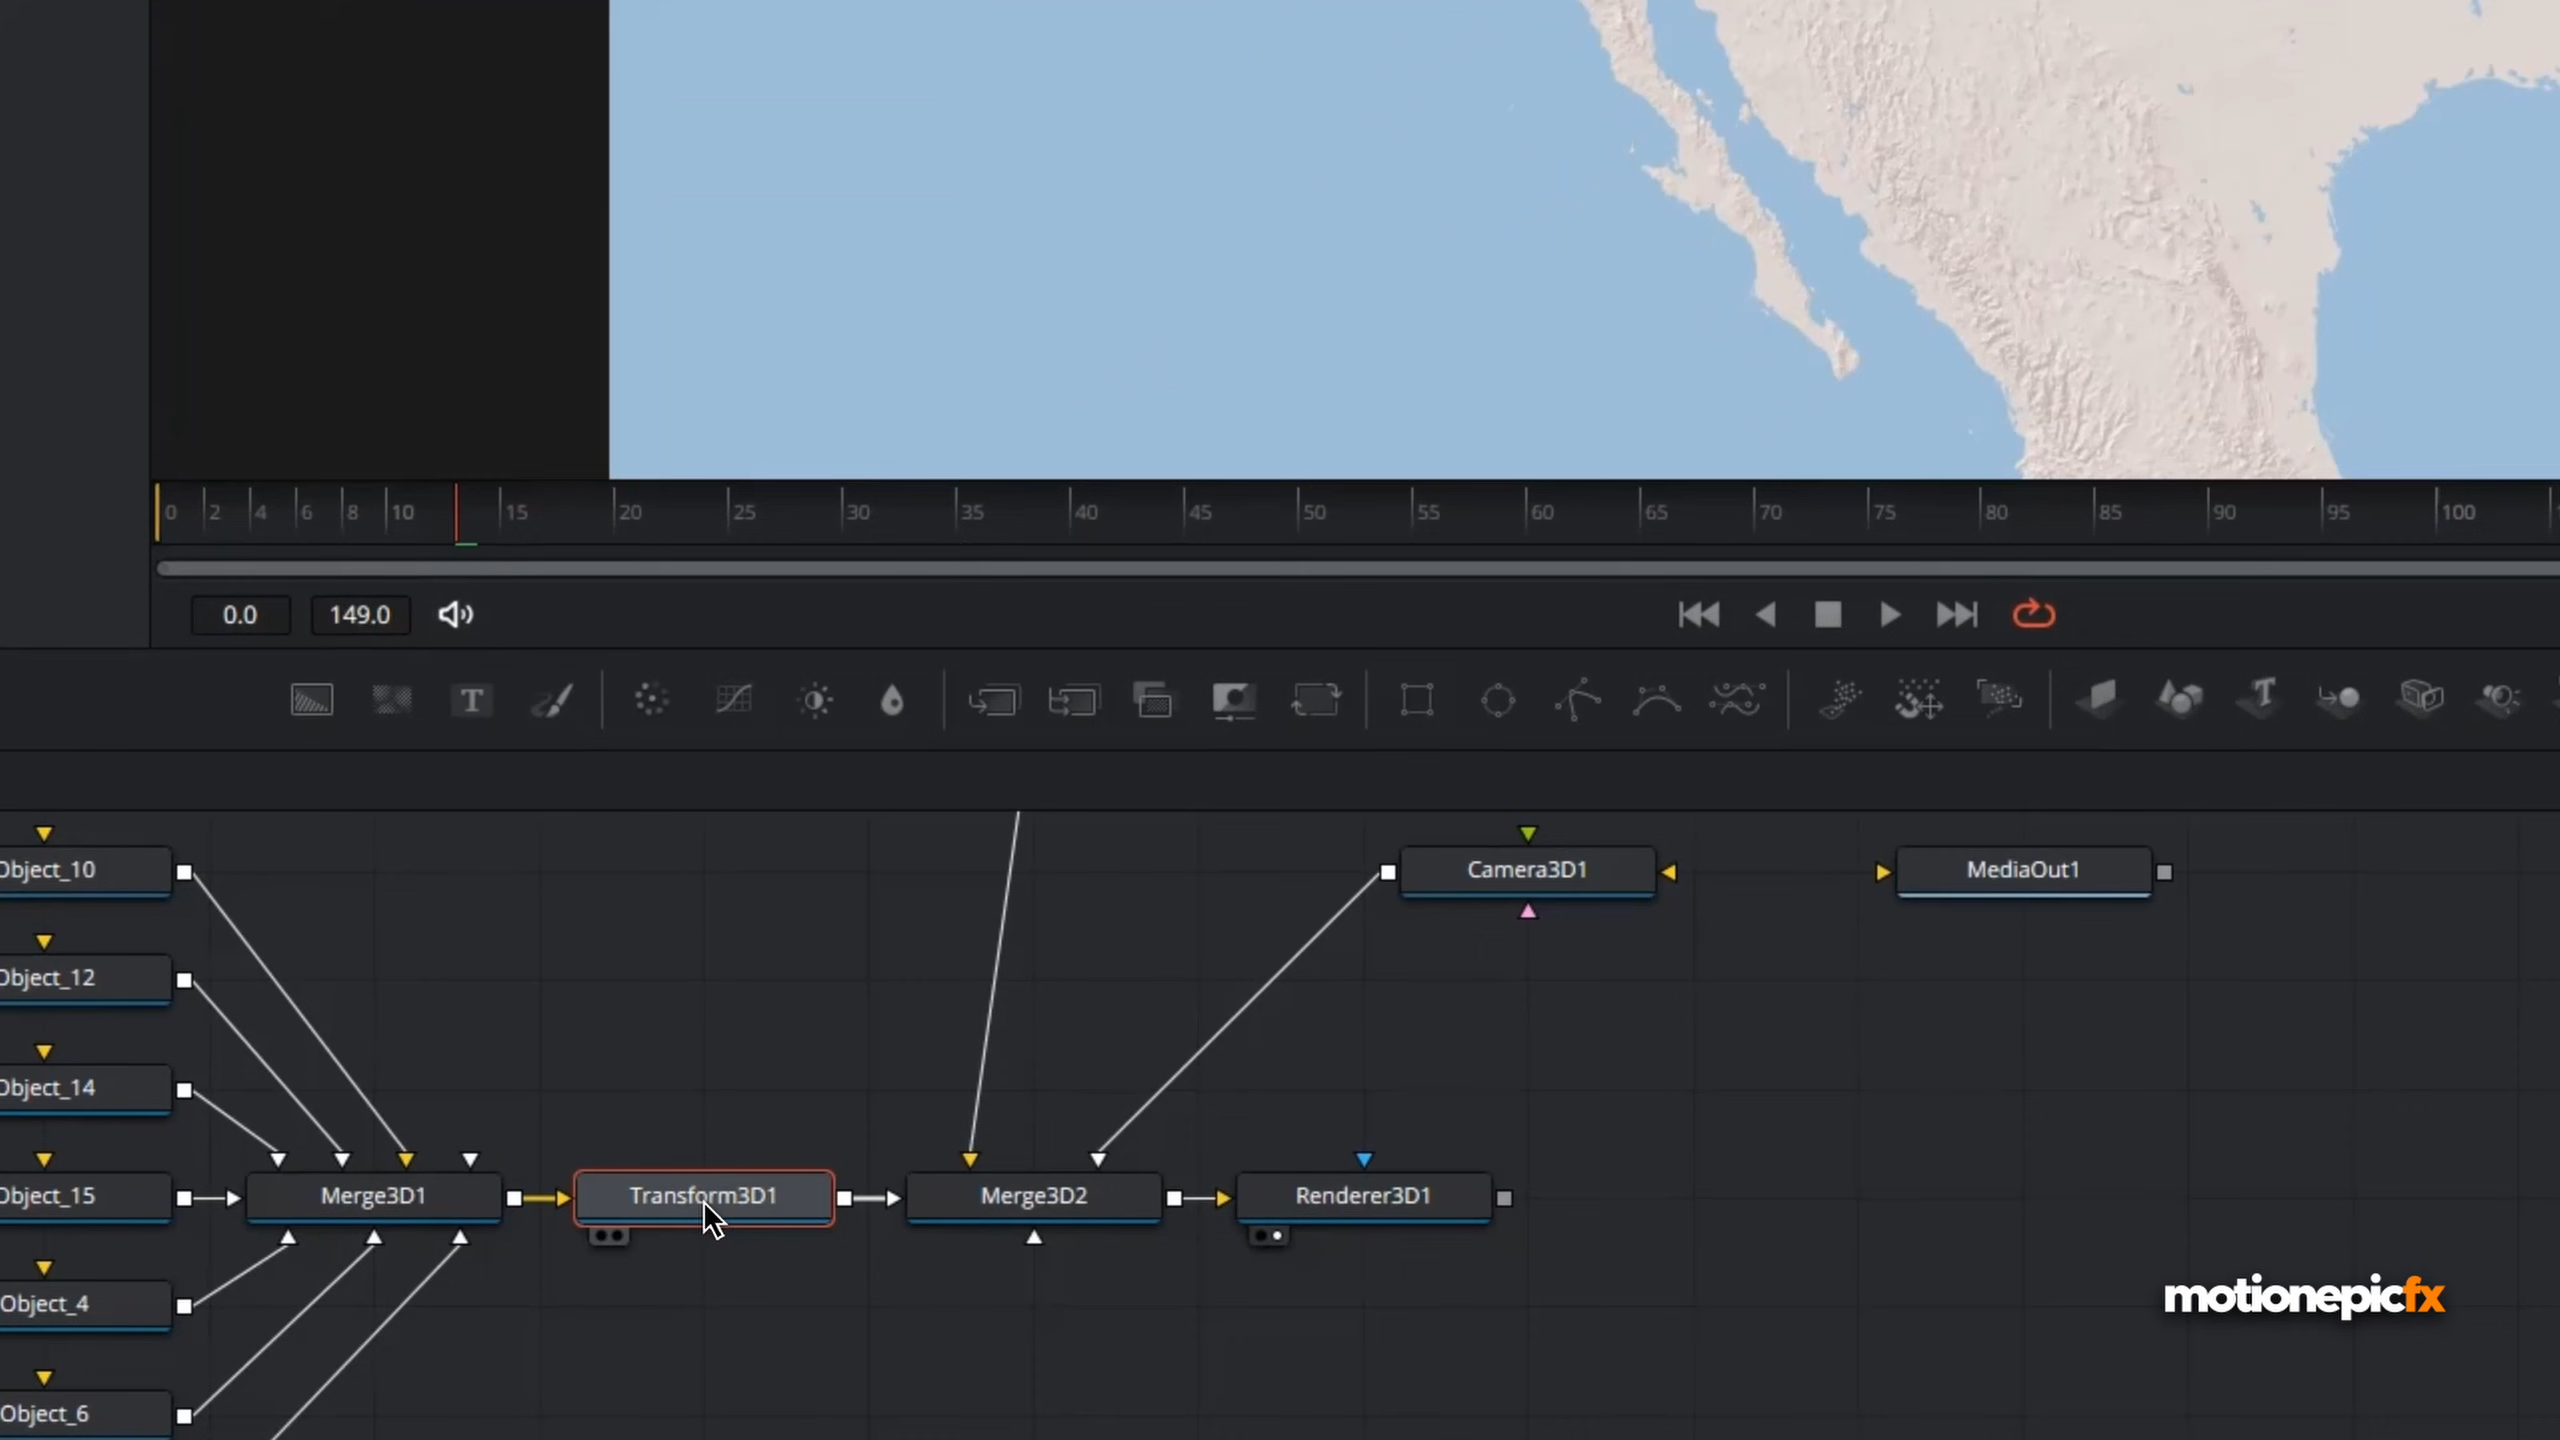 0 2 4 6 8 10 15 20 25 30 35 40 45 50 55 60 65 70 75 80 85 90 95 100
0.0 149.0
T
Object_10 Camera3D1 MediaOut1
Object_12
Object_14
Object_15 Merge3D1 Transform3D1 Merge3D2 Renderer3D1
Object_4
motionepicfx
Object_6